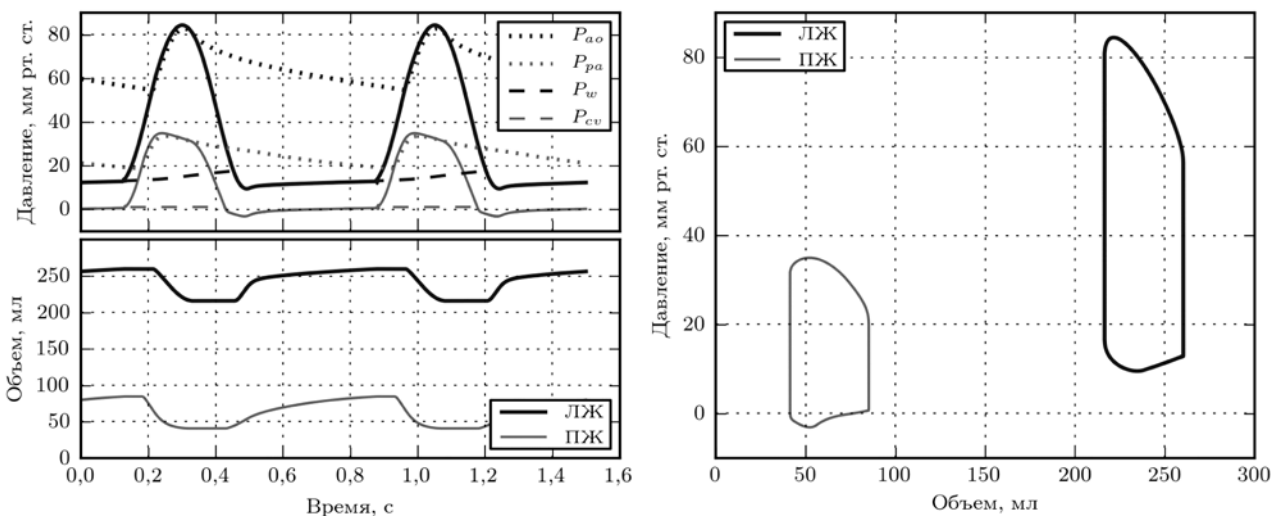 Давление, мм рт. ст.
80
60
40
20
0
P_ao
P_pa
P_w
P_cv
Объем, мл
250
200
150
100
50
0
ЛЖ
ПЖ
0,0 0,2 0,4 0,6 0,8 1,0 1,2 1,4 1,6
Время, с
Давление, мм рт. ст.
80
60
40
20
0
ЛЖ
ПЖ
0 50 100 150 200 250 300
Объем, мл